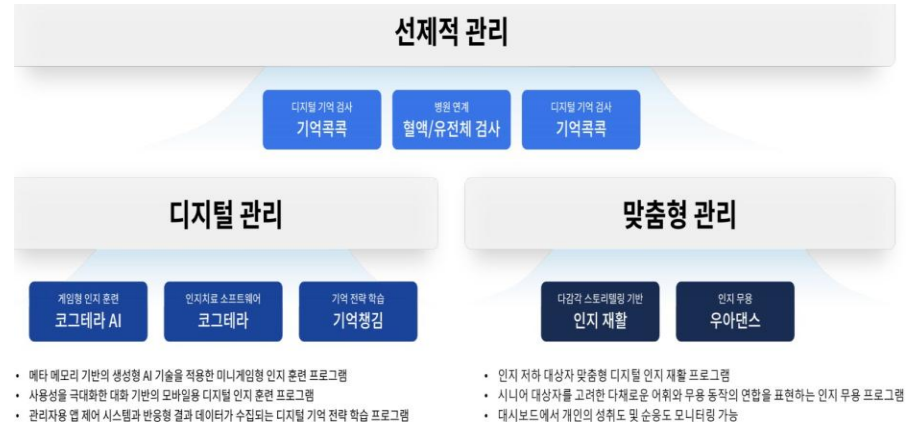 선제적 관리
디지털 기억 검사 병원 연계 디지털 기억 검사
기억콕콕 혈액/유전체 검사 기억콕콕
디지털 관리
게임형 인지 훈련 인지치료 소프트웨어 기억 전략 학습
코그테라 AI 코그테라 기억챙김
• 메타 메모리 기반의 생성형 AI 기술을 적용한 미니게임형 인지 훈련 프로그램
• 사용성을 극대화한 대화 기반의 모바일용 디지털 인지 훈련 프로그램
• 관리자용 앱 제어 시스템과 반응형 결과 데이터가 수집되는 디지털 기억 전략 학습 프로그램
맞춤형 관리
다감각 스토리텔링 기반 인지 무용
인지 재활 우아댄스
• 인지 저하 대상자 맞춤형 디지털 인지 재활 프로그램
• 시니어 대상자를 고려한 다채로운 어휘와 무용 동작의 연합을 표현하는 인지 무용 프로그램
• 대시보드에서 개인의 성취도 및 순응도 모니터링 가능